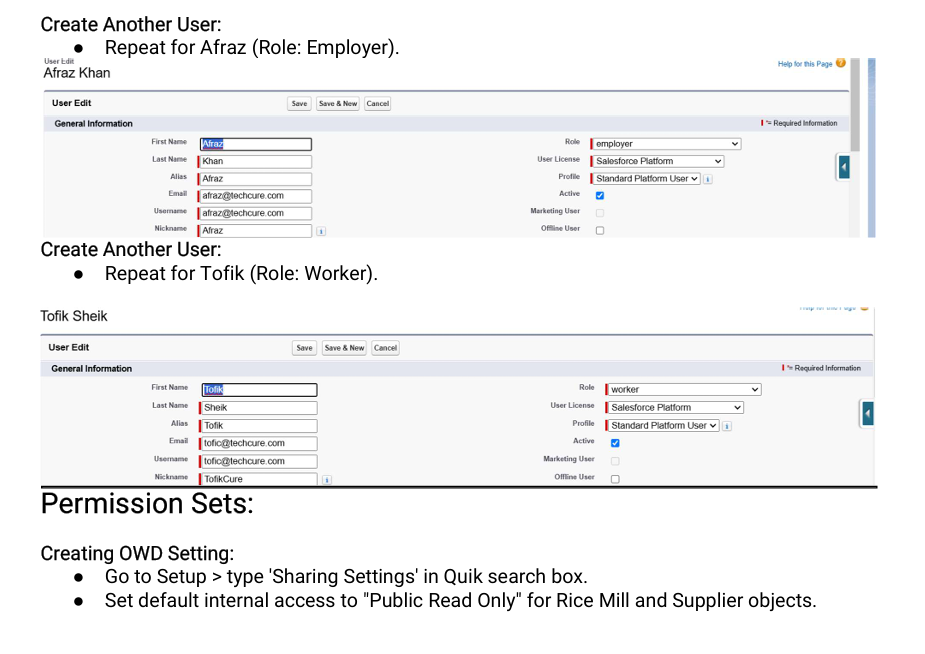 Create Another User:
● Repeat for Afraz (Role: Employer).
User Edit
Afraz Khan
Help for this Page
User Edit Save Save & New Cancel
General Information = Required Information
First Name Afraz Role employer
Last Name Khan User License Salesforce Platform
Alias Afraz Profile Standard Platform User
Email afraz@techcure.com Active
Username afraz@techcure.com Marketing User
Nickname Afraz Offline User
Create Another User:
● Repeat for Tofik (Role: Worker).
Help for this Page
Tofik Sheik
User Edit Save Save & New Cancel
General Information = Required Information
First Name Tofik Role worker
Last Name Sheik User License Salesforce Platform
Alias Tofik Profile Standard Platform User
Email tofic@techcure.com Active
Username tofic@techcure.com Marketing User
Nickname TofikCure Offline User
Permission Sets:
Creating OWD Setting:
● Go to Setup > type 'Sharing Settings' in Quik search box.
● Set default internal access to "Public Read Only" for Rice Mill and Supplier objects.